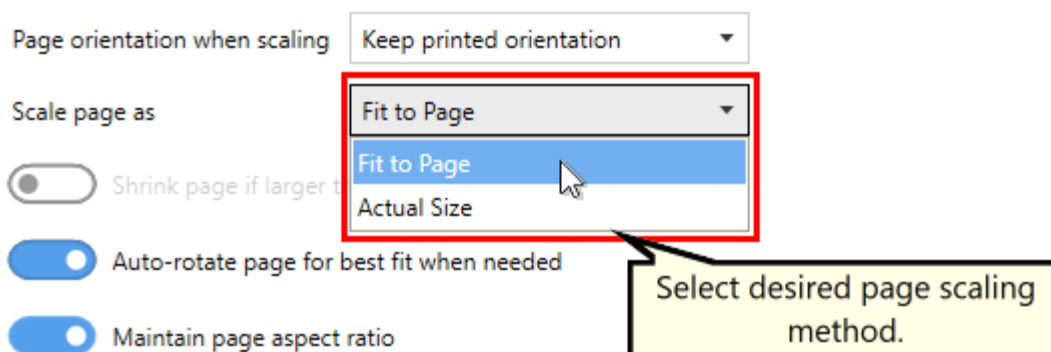 Page orientation when scaling Keep printed orientation
Scale page as Fit to Page
Fit to Page
Shrink page if larger
Actual Size
Auto-rotate page for best fit when needed
Select desired page scaling
method.
Maintain page aspect ratio